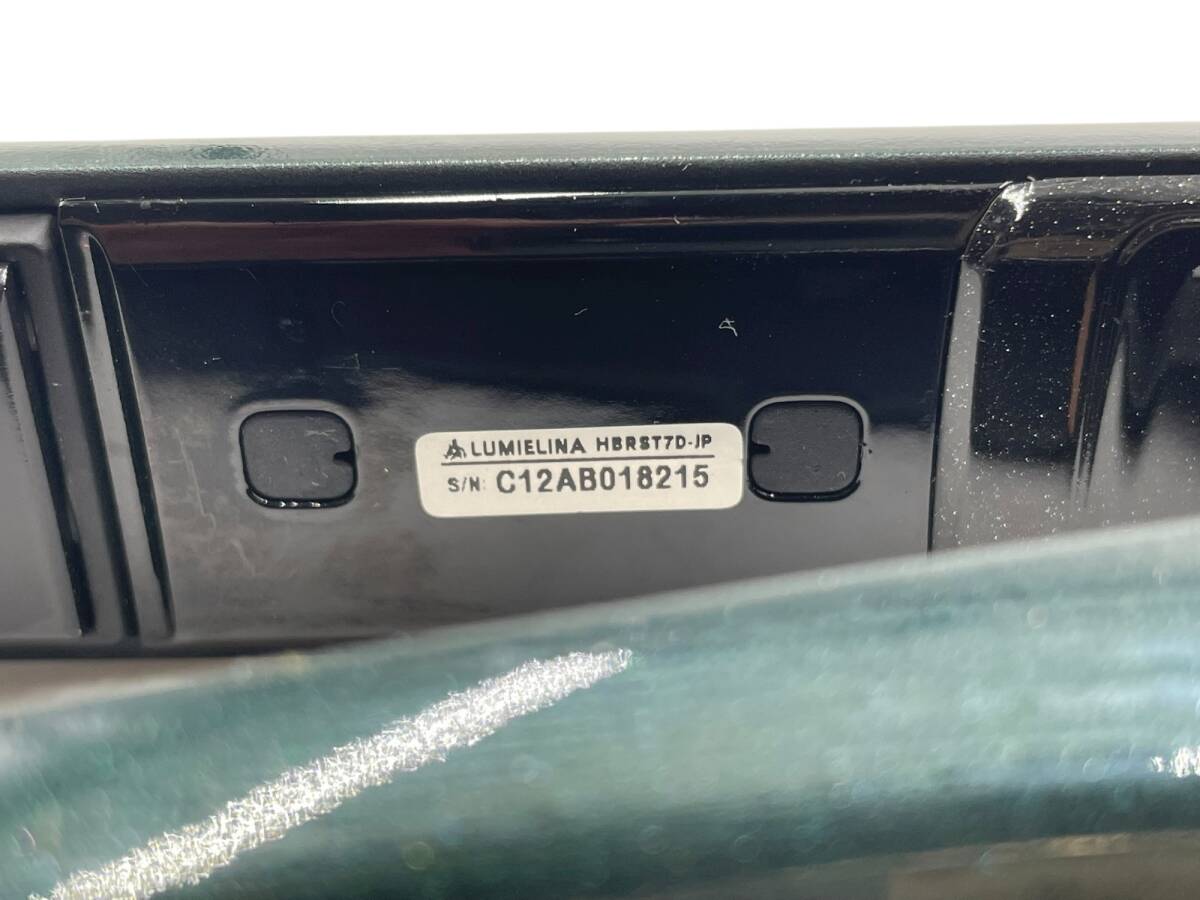 LUMIELINA HBRST7D-JP
S/N: C12AB018215